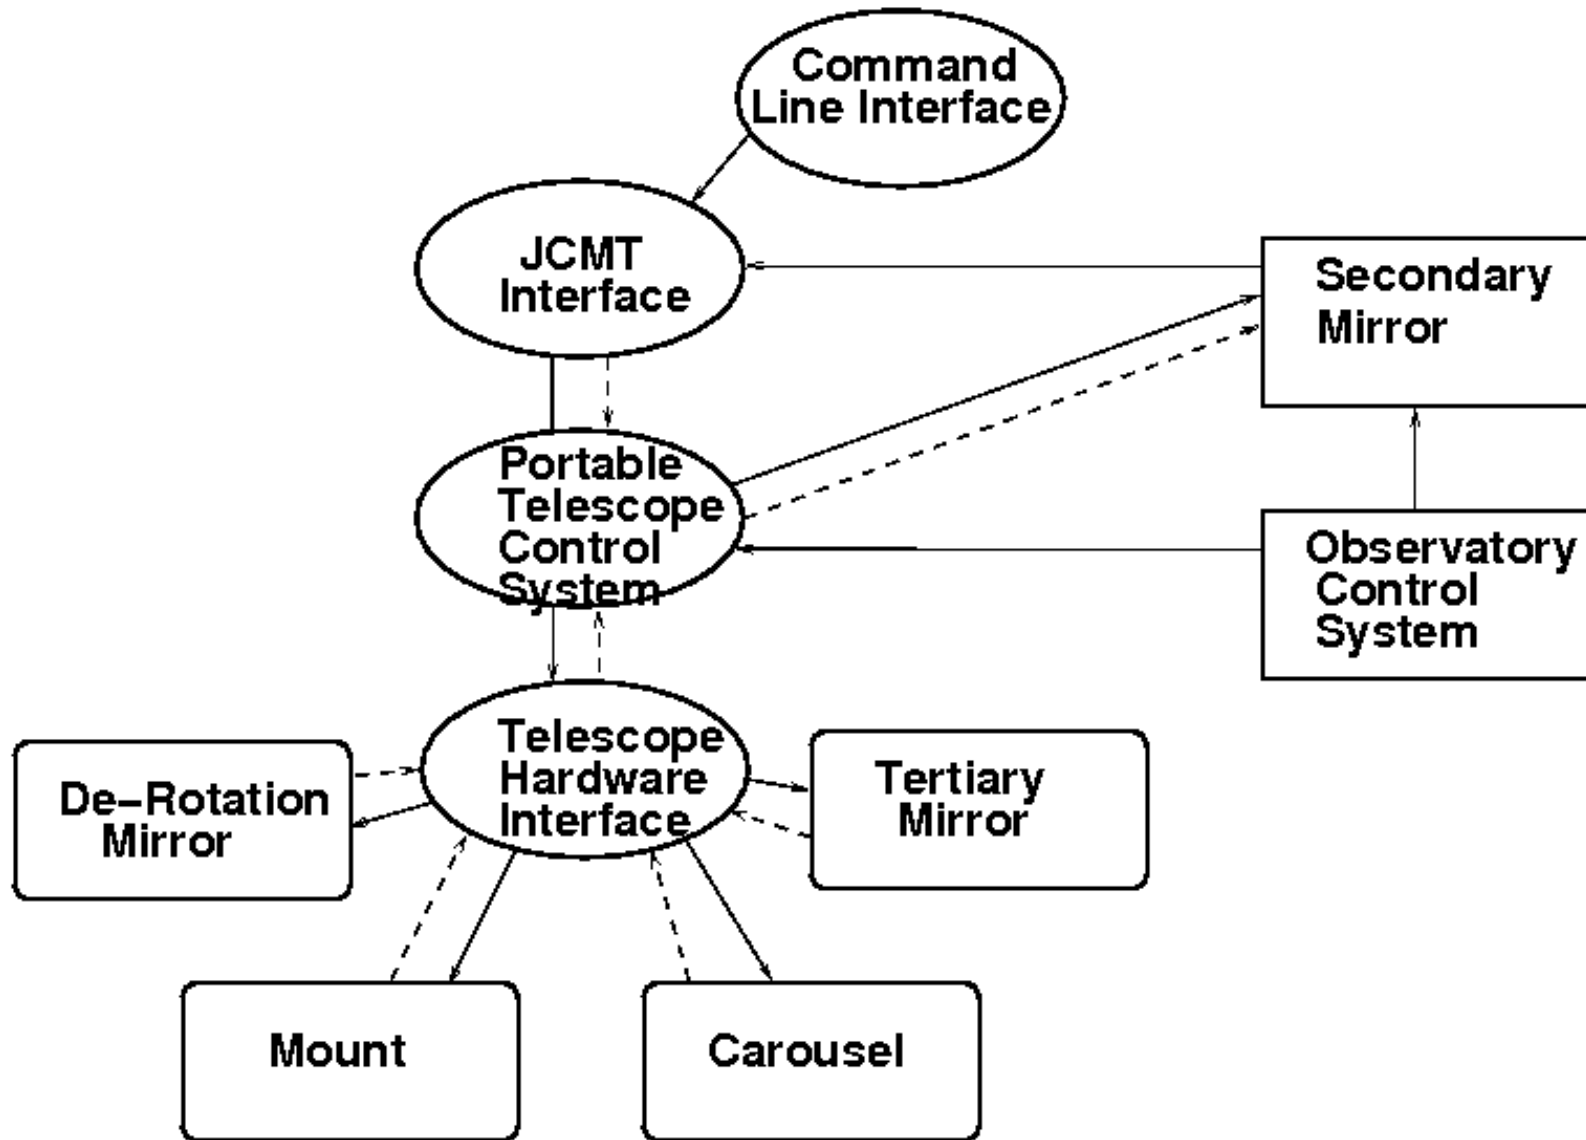 Command
Line Interface
JCMT
Interface
Secondary
Mirror
Portable
Telescope
Control
System
Observatory
Control
System
Telescope
Hardware
Interface
De-Rotation
Mirror
Tertiary
Mirror
Mount
Carousel